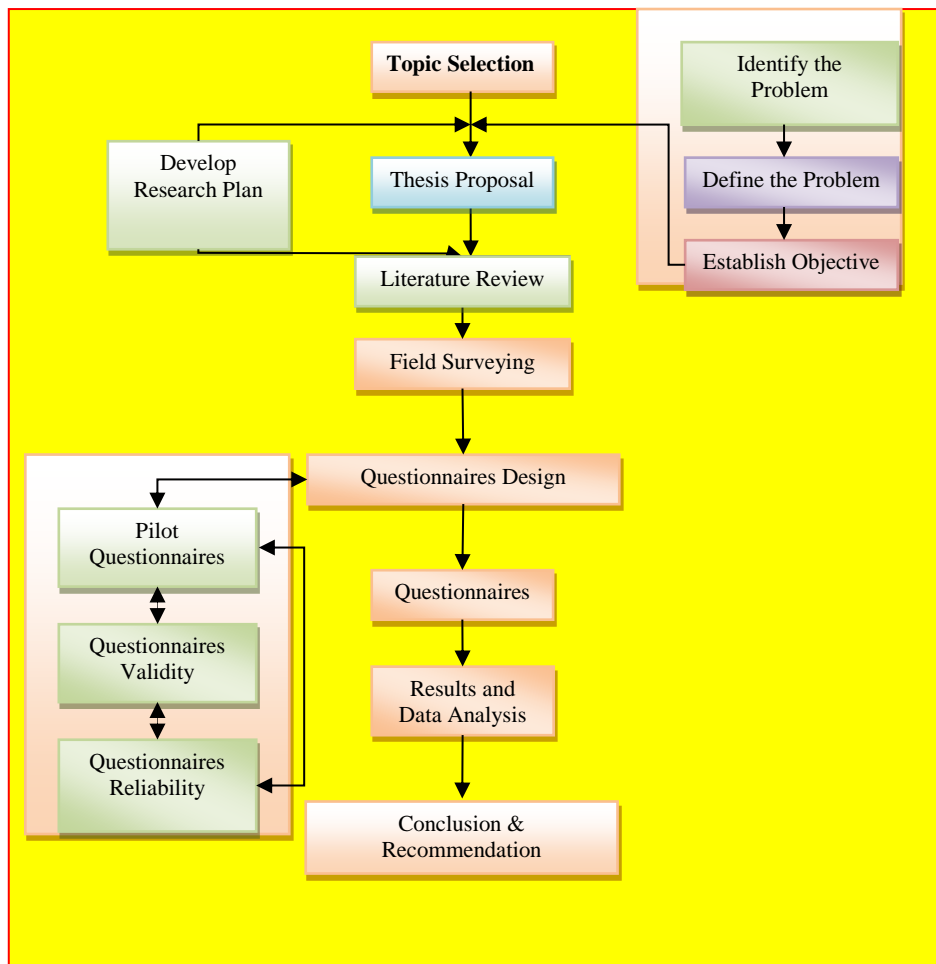 Topic Selection
Identify the
Problem
Develop
Research Plan
Thesis Proposal
Define the Problem
Establish Objective
Literature Review
Field Surveying
Questionnaires Design
Pilot
Questionnaires
Questionnaires
Questionnaires
Validity
Results and
Data Analysis
Questionnaires
Reliability
Conclusion &
Recommendation